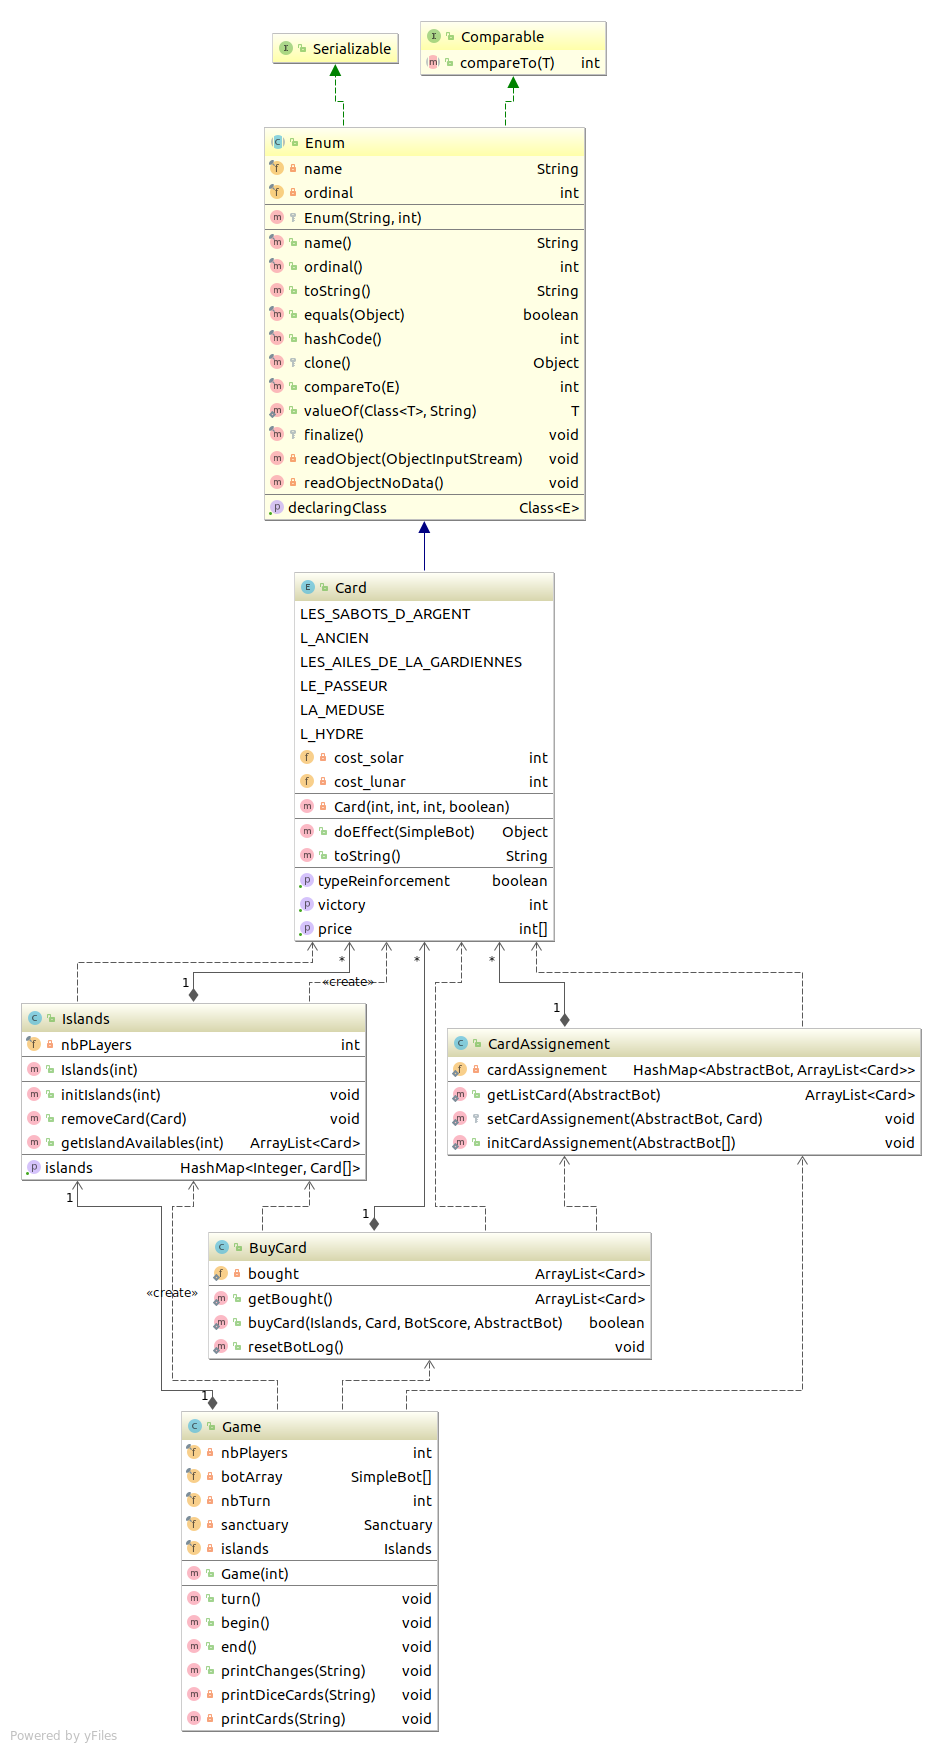 Serializable
Comparable
compareTo(T) int
Enum
name String
ordinal int
Enum(String, int)
name() String
ordinal() int
toString() String
equals(Object) boolean
hashCode() int
clone() Object
compareTo(E) int
valueOf(Class<T>, String) T
finalize() void
readObject(ObjectInputStream) void
readObjectNoData() void
declaringClass Class<E>
Card
LES_SABOTS_D_ARGENT
L_ANCIEN
LES_AILES_DE_LA_GARDIENNES
LE_PASSEUR
LA_MEDUSE
L_HYDRE
cost_solar int
cost_lunar int
Card(int, int, int, boolean)
doEffect(SimpleBot) Object
toString() String
typeReinforcement boolean
victory int
price int[]
* * *
1 «create»
1
Islands
nbPLayers int
Islands(int)
initIslands(int) void
removeCard(Card) void
getIslandAvailables(int) ArrayList<Card>
islands HashMap<Integer, Card[]>
CardAssignement
cardAssignement HashMap<AbstractBot, ArrayList<Card>>
getListCard(AbstractBot) ArrayList<Card>
setCardAssignement(AbstractBot, Card) void
initCardAssignement(AbstractBot[]) void
1
1
BuyCard
bought ArrayList<Card>
getBought() ArrayList<Card>
buyCard(Islands, Card, BotScore, AbstractBot) boolean
resetBotLog() void
«create»
1
Game
nbPlayers int
botArray SimpleBot[]
nbTurn int
sanctuary Sanctuary
islands Islands
Game(int)
turn() void
begin() void
end() void
printChanges(String) void
printDiceCards(String) void
printCards(String) void
Powered by yFiles